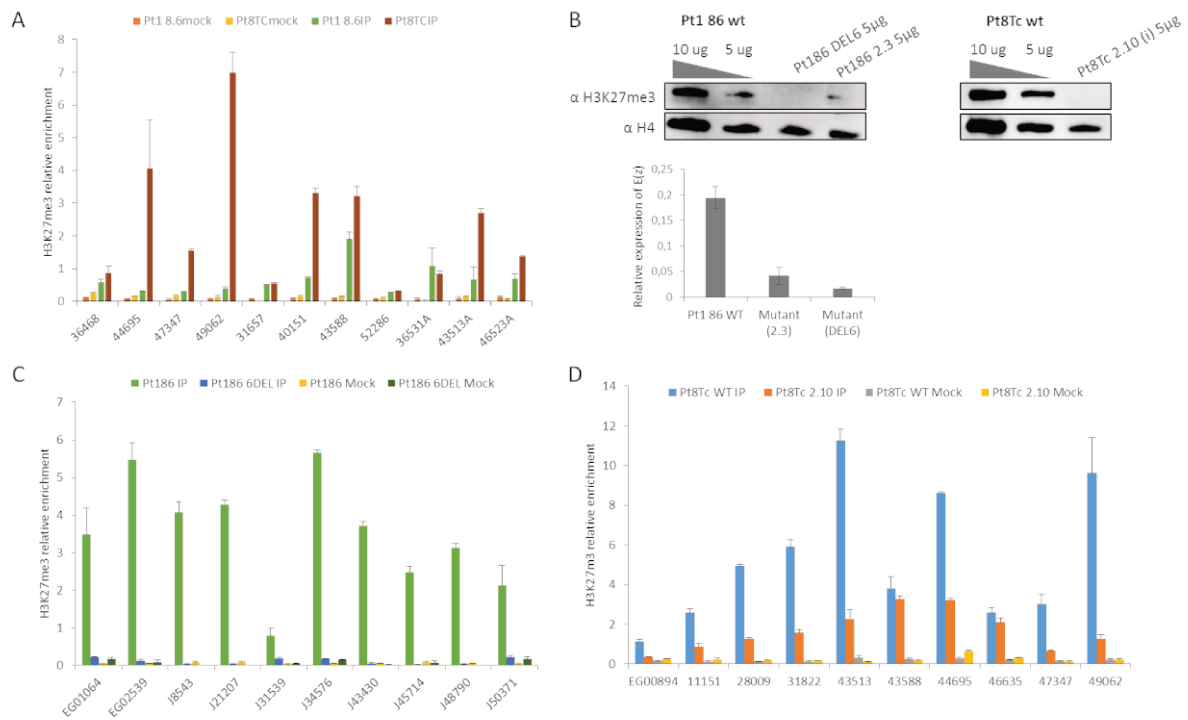 A
Pt1 8.6mock Pt8TCmock Pt1 8.6IP Pt8TCIP
H3K27me3 relative enrichment
8
7
6
5
4
3
2
1
0
36468 44695 47347 49062 31657 40151 43588 52286 36531A 43513A 46523A
B
Pt1 86 wt
10 ug 5 ug
Pt186 DEL6 5µg
Pt186 2.3 5µg
Pt8Tc wt
10 ug 5 ug
Pt8Tc 2.10 (i) 5µg
α H3K27me3
α H4
Relative expression of E(z)
0,25
0,2
0,15
0,1
0,05
0
Pt1 86 WT Mutant Mutant
(2.3) (DEL6)
C
Pt186 IP Pt186 6DEL IP Pt186 Mock Pt186 6DEL Mock
H3K27me3 relative enrichment
7
6
5
4
3
2
1
0
EG01064 EG02539 J8543 J21207 J31539 J34576 J43430 J45714 J48790 J50371
D
Pt8Tc WT IP Pt8Tc 2.10 IP Pt8Tc WT Mock Pt8Tc 2.10 Mock
H3K27m3 relative enrichment
14
12
10
8
6
4
2
0
EG00894 11151 28009 31822 43513 43588 44695 46635 47347 49062